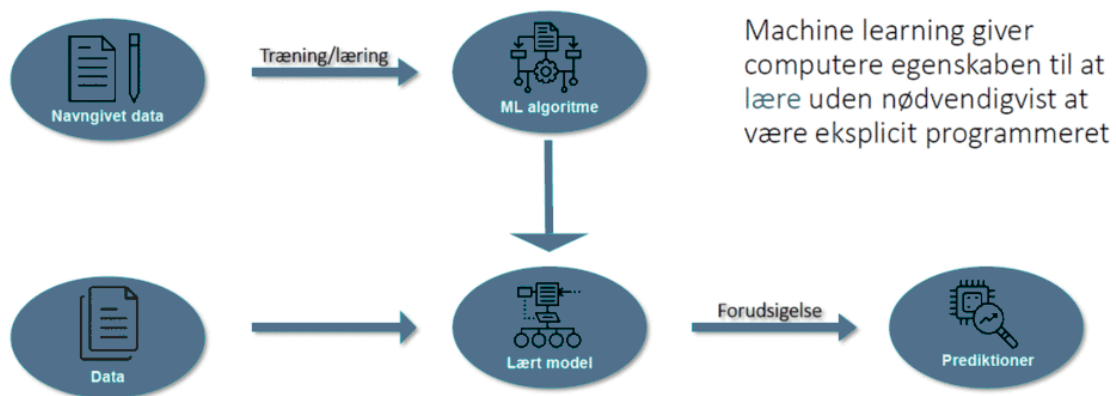 Træning/læring
Navngivet data
ML algoritme
Machine learning giver
computere egenskaben til at
lære uden nødvendigvist at
være eksplicit programmeret
Data
Lært model
Forudsigelse
Prediktioner